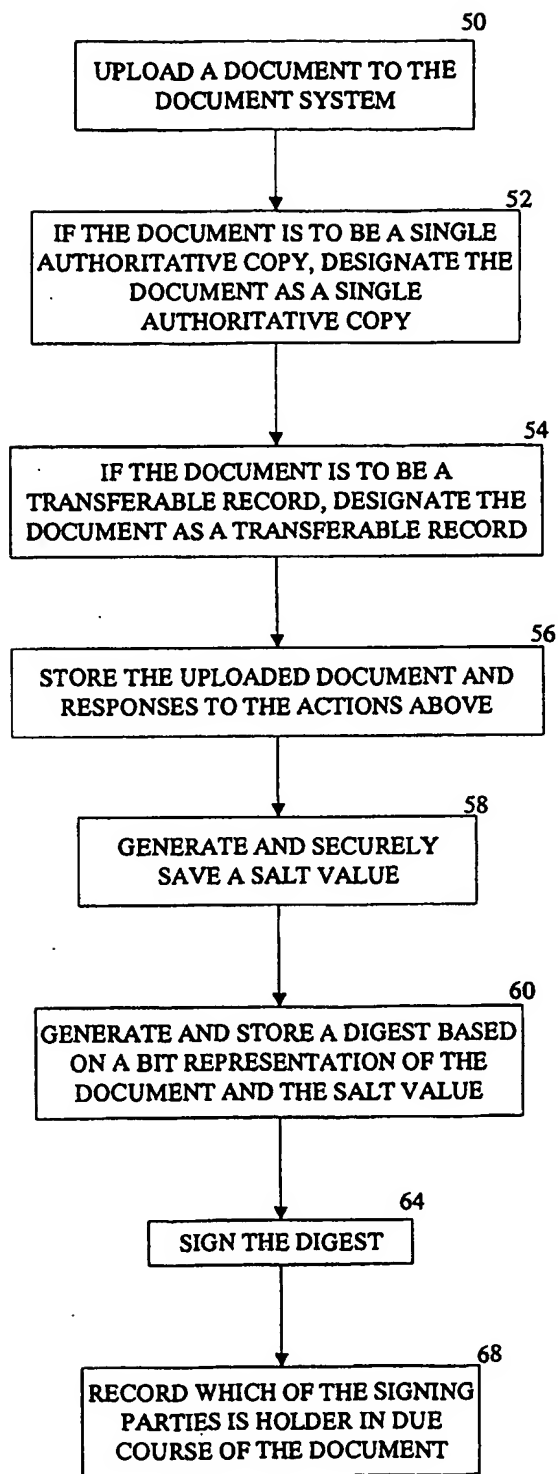 50
UPLOAD A DOCUMENT TO THE
DOCUMENT SYSTEM
52
IF THE DOCUMENT IS TO BE A SINGLE
AUTHORITATIVE COPY, DESIGNATE THE
DOCUMENT AS A SINGLE
AUTHORITATIVE COPY
54
IF THE DOCUMENT IS TO BE A
TRANSFERABLE RECORD, DESIGNATE THE
DOCUMENT AS A TRANSFERABLE RECORD
56
STORE THE UPLOADED DOCUMENT AND
RESPONSES TO THE ACTIONS ABOVE
58
GENERATE AND SECURELY
SAVE A SALT VALUE
60
GENERATE AND STORE A DIGEST BASED
ON A BIT REPRESENTATION OF THE
DOCUMENT AND THE SALT VALUE
64
SIGN THE DIGEST
68
RECORD WHICH OF THE SIGNING
PARTIES IS HOLDER IN DUE
COURSE OF THE DOCUMENT